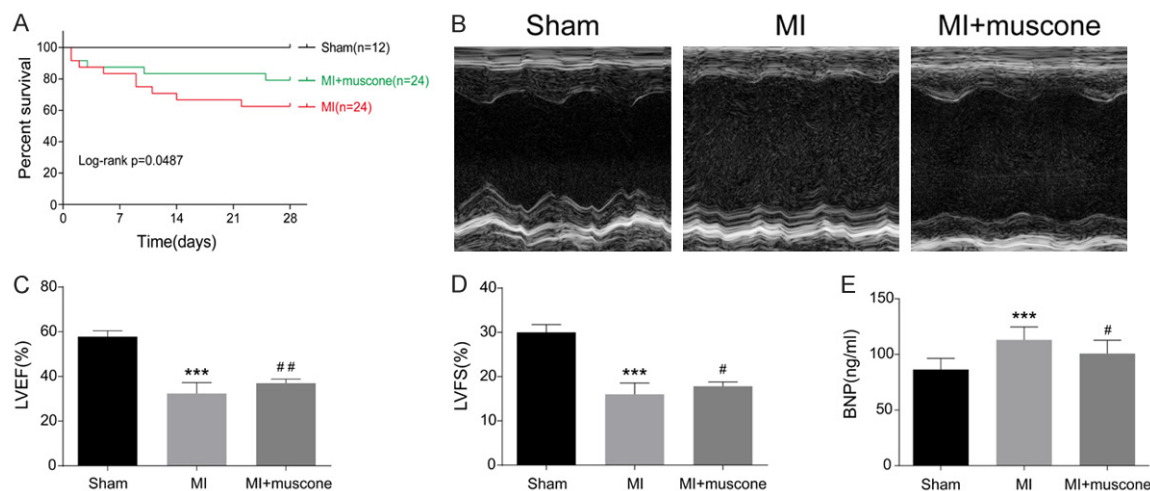 A
Percent survival
100
80
60
40
20
0
0 7 14 21 28
Time(days)
Sham(n=12)
MI+muscone(n=24)
MI(n=24)
Log-rank p=0.0487
B
Sham MI MI+muscone
C
LVEF(%)
80
60
40
20
0
***
##
Sham MI MI+muscone
D
LVFS(%)
40
30
20
10
0
***
#
Sham MI MI+muscone
E
BNP(ng/ml)
150
100
50
0
***
#
Sham MI MI+muscone